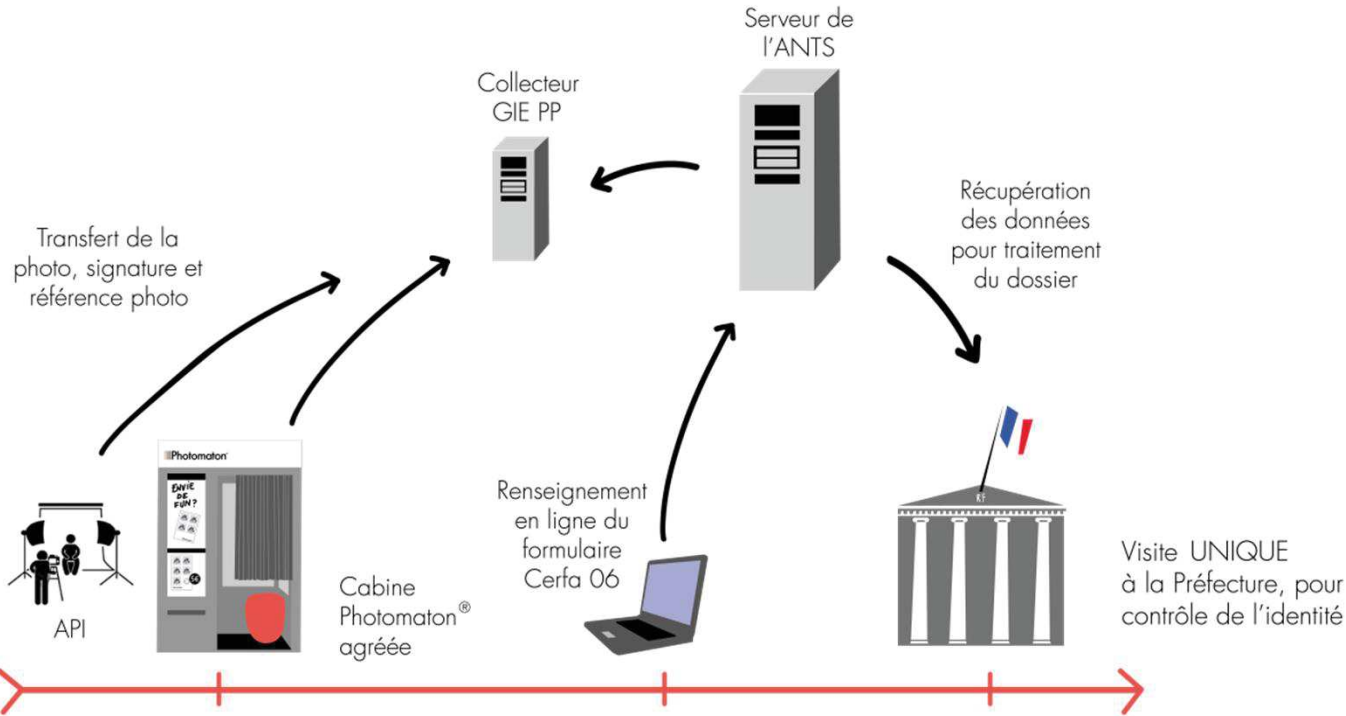 Serveur de
l'ANTS
Collecteur
GIE PP
Transfert de la
photo, signature et
référence photo
Récupération
des données
pour traitement
du dossier
Photomaton
ENVIE
DE
FUN?
5€
API
Cabine
Photomaton®
agréée
Renseignement
en ligne du
formulaire
Cerfa 06
RF
Visite UNIQUE
à la Préfecture, pour
contrôle de l'identité